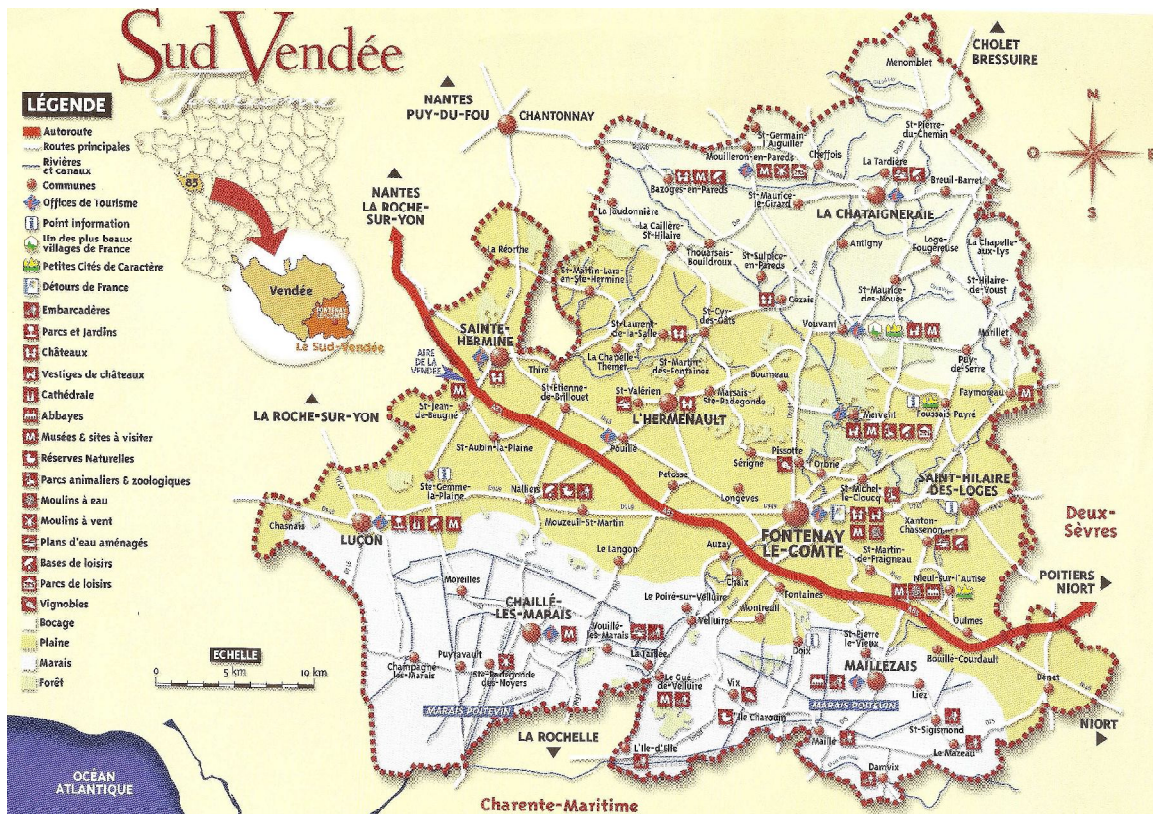 Sud Vendée
Tourisme
LÉGENDE
Autoroute
Routes principales
Rivières
et canaux
Communes
Offices de Tourisme
Point information
Un des plus beaux
villages de France
Petites Cités de Caractère
Détours de France
Embarcadères
Parcs et Jardins
Châteaux
Vestiges de châteaux
Cathédrale
Abbayes
Musées & sites à visiter
Réserves Naturelles
Parcs animaliers & zoologiques
Moulins à eau
Moulins à vent
Plans d'eau aménagés
Bases de loisirs
Parcs de loisirs
Vignobles
Bocage
Plaine
Marais
Forêt
85
Vendée
FONTENAY
LE-COMTE
Le Sud-Vendée
ECHELLE
0
5 km
10 km
OCÉAN
ATLANTIQUE
N
O
E
S
NANTES
PUY-DU-FOU
CHANTONNAY
CHOLET
BRESSUIRE
NANTES
LA ROCHE-
SUR-YON
LA ROCHE-SUR-YON
AIRE
DE LA
VENDÉE
Menomblet
St-Pierre-
du-Chemin
St-Germain
l'Aiguiller
Mouilleron-en-Pareds
Cheffois
La Tardière
Bazoges-en-Pareds
St-Maurice-
le-Girard
Breuil-Barret
LA CHATAIGNERAIE
La Jaudonnière
La Caillère-
St-Hilaire
Thouarsais-
Bouildroux
St-Sulpice-
en-Pareds
Antigny
Loge-
Fougereuse
La Chapelle-
aux-Lys
La Réorthe
St-Martin-Lars-
en-Ste-Hermine
Cezais
St-Maurice-
des-Noues
St-Hilaire-
de-Voust
St-Cyr-
des-Gâts
Vouvant
Marillet
SAINTE-
HERMINE
St-Laurent-
de-la-Salle
La Chapelle-
Themer
St-Martin-
des-Fontaines
Puy-
de-Serre
Thiré
St-Etienne-
de-Brillouet
St-Valérien
Marsais-
Ste-Radegonde
Bourneau
Faymoreau
St-Jean-
de-Beugné
L'HERMENAULT
Mervent
Foussais Payré
St-Aubin-la-Plaine
Pouillé
Sérigne
Pissotte
l'Orbrie
Petosse
St-Michel-
le-Cloucq
SAINT-HILAIRE
DES-LOGES
Ste-Gemme-
la-Plaine
Nalliers
Longèves
Chasnais
LUÇON
Mouzeuil-St-Martin
FONTENAY
LE-COMTE
Xanton-
Chassenon
Deux-
Sèvres
Le Langon
Auzay
St-Martin-
de-Fraigneau
Moreilles
Chaix
Fontaines
Nieul-sur-l'Autise
POITIERS
NIORT
CHAILLÉ-
LES-MARAIS
Le Poiré-sur-Velluire
Montreuil
Velluire
Oulmes
Vouillé-
les-Marais
Doix
St-Pierre
le-Vieux
Bouillé-Courdault
Champagné
les-Marais
Puyravault
Ste-Radegonde
des-Noyers
La Taillée
MAILLEZAIS
Le Gué
de-Velluire
Vix
Liez
Benet
MARAIS POITEVIN
MARAIS POITEVIN
Ile Charouin
St-Sigismond
NIORT
LA ROCHELLE
L'Ile-d'Elle
Maillé
Le Mazeau
Damvix
Charente-Maritime